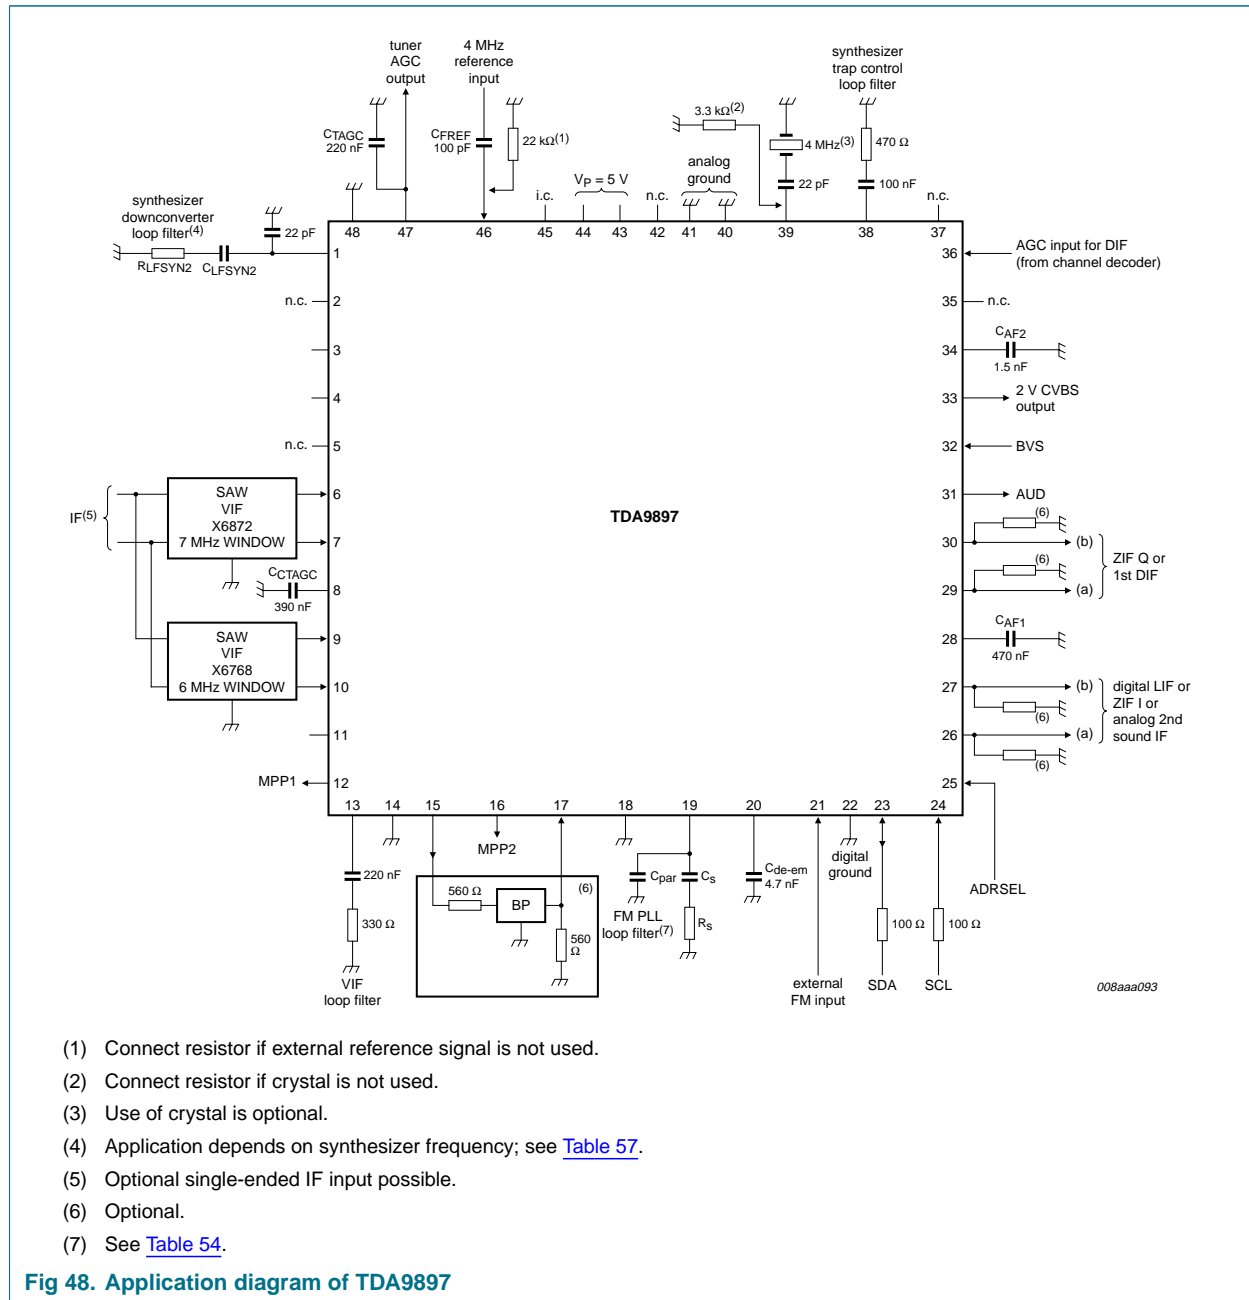 tuner
AGC
output
4 MHz
reference
input
synthesizer
trap control
loop filter
CTAGC
220 nF
CFREF
100 pF
22 kΩ(1)
3.3 kΩ(2)
4 MHz(3)
470 Ω
analog
ground
VP = 5 V
i.c.
n.c.
22 pF
100 nF
n.c.
synthesizer
downconverter
loop filter(4)
22 pF
RLFSYN2
CLFSYN2
48
47
46
45
44
43
42
41
40
39
38
37
1
36
AGC input for DIF
(from channel decoder)
n.c.
2
35
n.c.
3
34
CAF2
1.5 nF
4
33
2 V CVBS
output
n.c.
5
32
BVS
IF(5)
SAW
VIF
X6872
7 MHz WINDOW
6
7
TDA9897
31
AUD
(6)
30
(b)
(6)
29
(a)
ZIF Q or
1st DIF
CCTAGC
390 nF
8
SAW
VIF
X6768
6 MHz WINDOW
9
10
28
CAF1
470 nF
27
(b)
(6)
26
(a)
(6)
digital LIF or
ZIF I or
analog 2nd
sound IF
11
MPP1
12
25
13
14
15
16
17
18
19
20
21
22
23
24
220 nF
330 Ω
VIF
loop filter
MPP2
560 Ω
BP
(6)
560
Ω
Cpar
Cs
FM PLL
loop filter(7)
Rs
Cde-em
4.7 nF
digital
ground
ADRSEL
100 Ω
100 Ω
external
FM input
SDA
SCL
008aaa093
(1) Connect resistor if external reference signal is not used.
(2) Connect resistor if crystal is not used.
(3) Use of crystal is optional.
(4) Application depends on synthesizer frequency; see Table 57.
(5) Optional single-ended IF input possible.
(6) Optional.
(7) See Table 54.
Fig 48. Application diagram of TDA9897